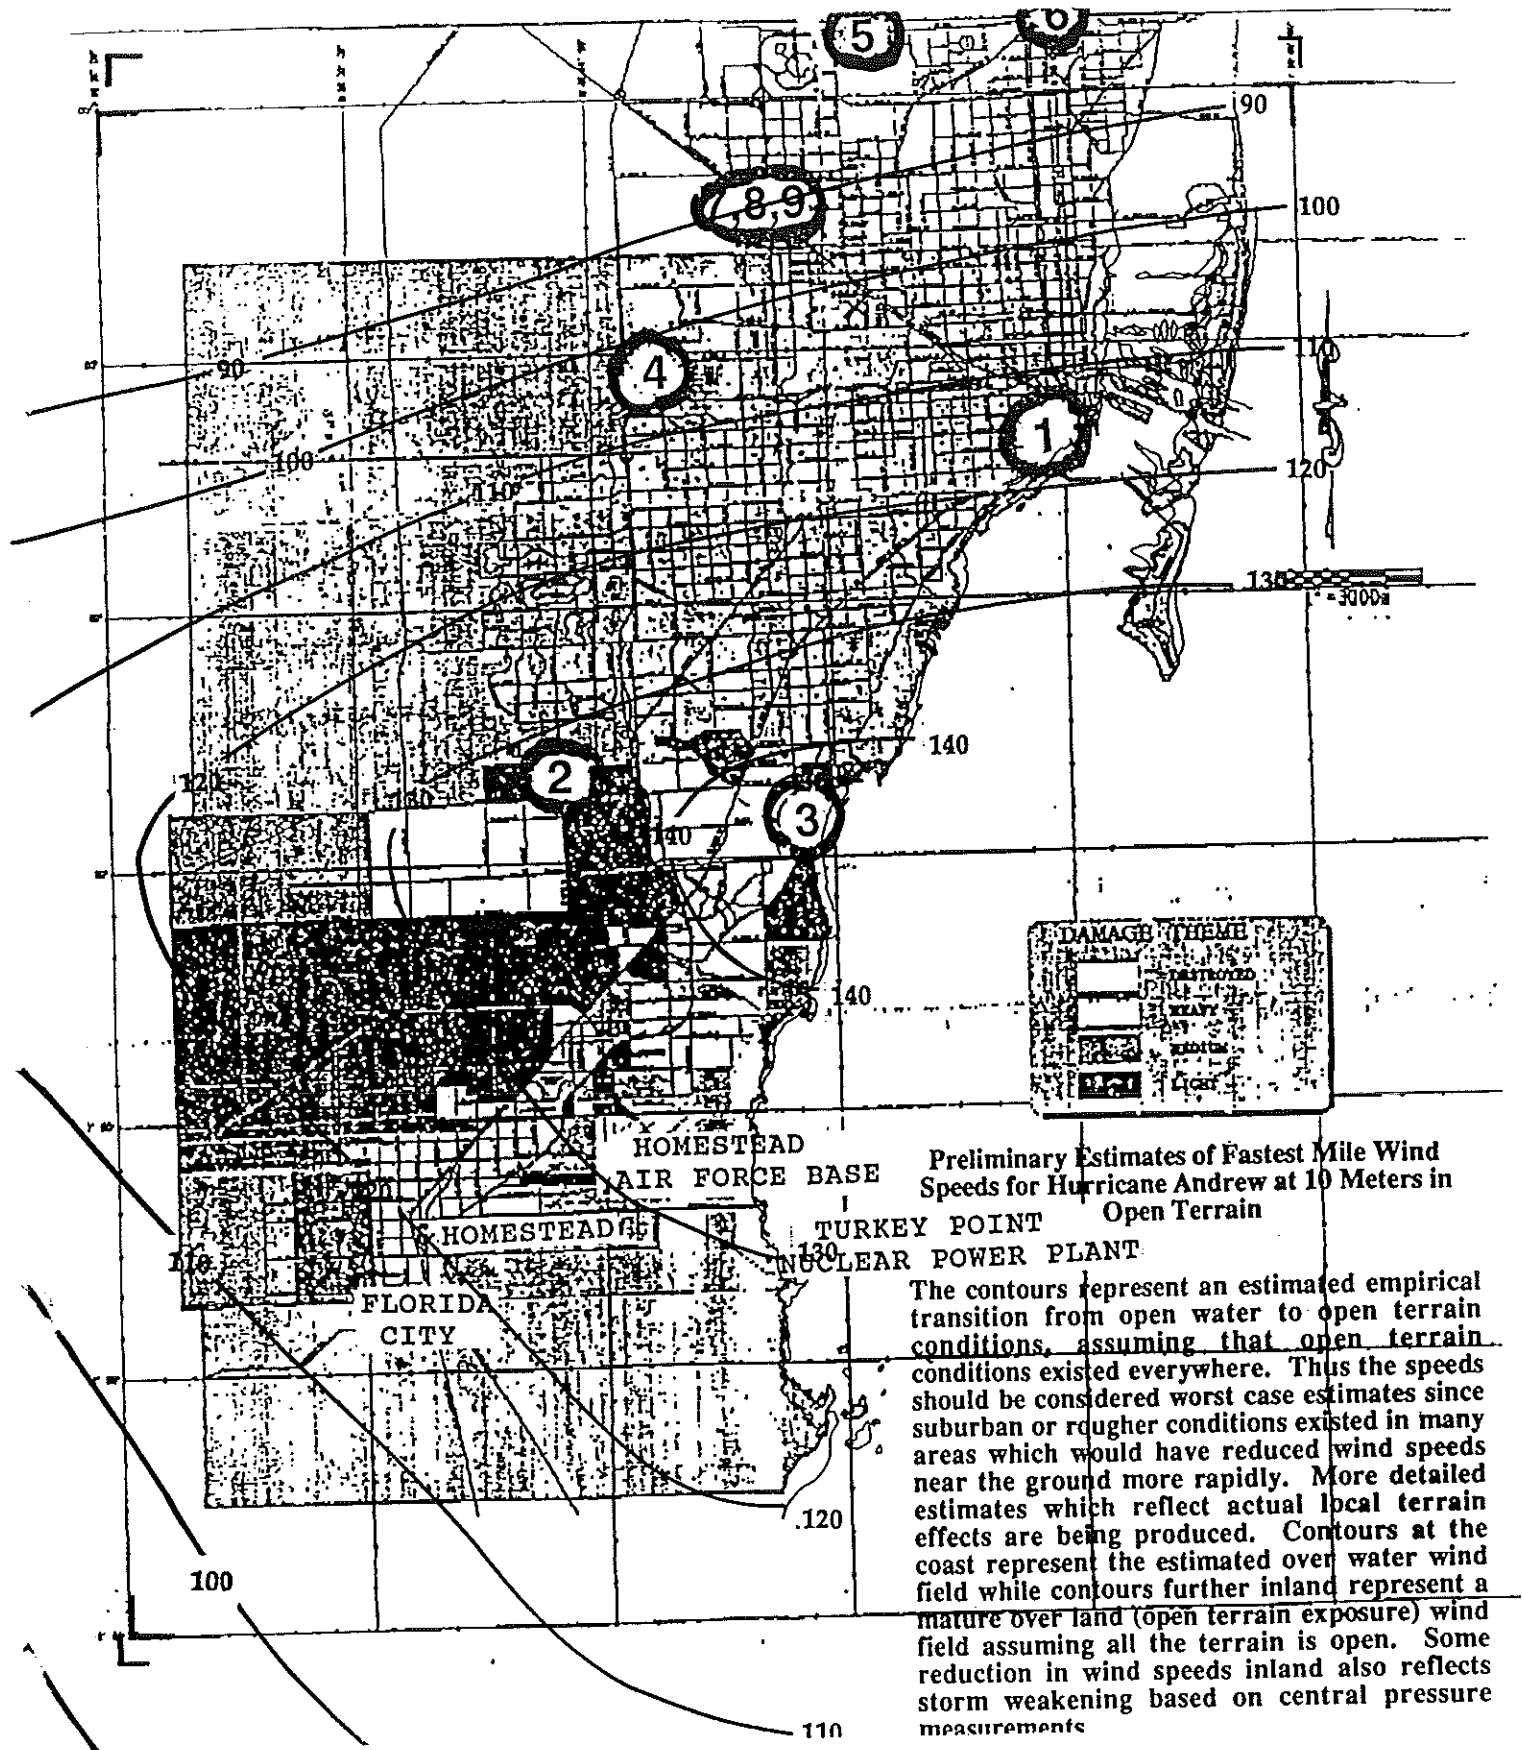 5
6
90
8,9
100
4
90
1
100
110
120
130
2
140
120
3
140
DAMAGE THEME
DESTROYED
HEAVY
MEDIUM
LIGHT
140
HOMESTEAD
AIR FORCE BASE
Preliminary Estimates of Fastest Mile Wind
Speeds for Hurricane Andrew at 10 Meters in
Open Terrain
HOMESTEAD
TURKEY POINT
NUCLEAR POWER PLANT
130
110
FLORIDA
CITY
The contours represent an estimated empirical
transition from open water to open terrain
conditions, assuming that open terrain
conditions existed everywhere. Thus the speeds
should be considered worst case estimates since
suburban or rougher conditions existed in many
areas which would have reduced wind speeds
near the ground more rapidly. More detailed
estimates which reflect actual local terrain
effects are being produced. Contours at the
coast represent the estimated over water wind
field while contours further inland represent a
mature over land (open terrain exposure) wind
field assuming all the terrain is open. Some
reduction in wind speeds inland also reflects
storm weakening based on central pressure
measurements
.120
100
110